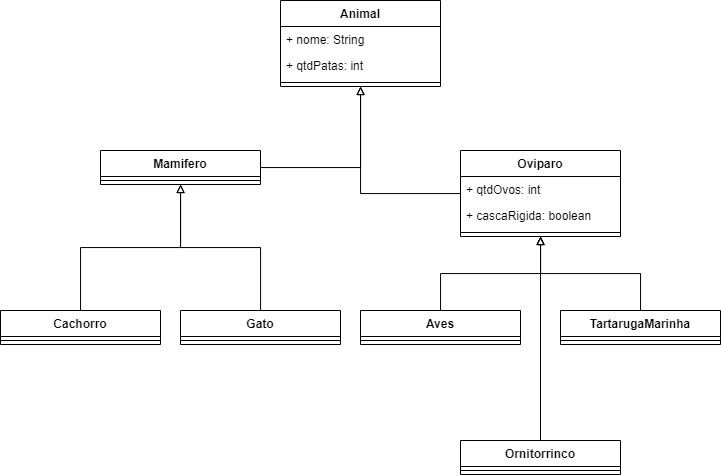 Animal
+ nome: String
+ qtdPatas: int
Mamifero
Oviparo
+ qtdOvos: int
+ cascaRigida: boolean
Cachorro
Gato
Aves
TartarugaMarinha
Ornitorrinco